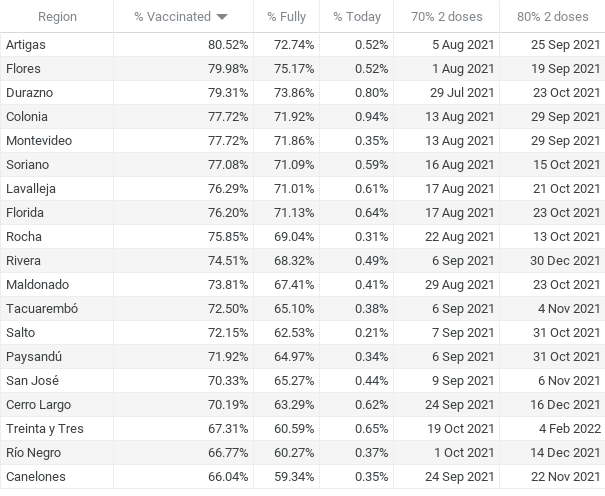 Region % Vaccinated % Fully % Today 70% 2 doses 80% 2 doses
Artigas 80.52% 72.74% 0.52% 5 Aug 2021 25 Sep 2021
Flores 79.98% 75.17% 0.52% 1 Aug 2021 19 Sep 2021
Durazno 79.31% 73.86% 0.80% 29 Jul 2021 23 Oct 2021
Colonia 77.72% 71.92% 0.94% 13 Aug 2021 29 Sep 2021
Montevideo 77.72% 71.86% 0.35% 13 Aug 2021 29 Sep 2021
Soriano 77.08% 71.09% 0.59% 16 Aug 2021 15 Oct 2021
Lavalleja 76.29% 71.01% 0.61% 17 Aug 2021 21 Oct 2021
Florida 76.20% 71.13% 0.64% 17 Aug 2021 23 Oct 2021
Rocha 75.85% 69.04% 0.31% 22 Aug 2021 13 Oct 2021
Rivera 74.51% 68.32% 0.49% 6 Sep 2021 30 Dec 2021
Maldonado 73.81% 67.41% 0.41% 29 Aug 2021 23 Oct 2021
Tacuarembó 72.50% 65.10% 0.38% 6 Sep 2021 4 Nov 2021
Salto 72.15% 62.53% 0.21% 7 Sep 2021 31 Oct 2021
Paysandú 71.92% 64.97% 0.34% 6 Sep 2021 31 Oct 2021
San José 70.33% 65.27% 0.44% 9 Sep 2021 6 Nov 2021
Cerro Largo 70.19% 63.29% 0.62% 24 Sep 2021 16 Dec 2021
Treinta y Tres 67.31% 60.59% 0.65% 19 Oct 2021 4 Feb 2022
Río Negro 66.77% 60.27% 0.37% 1 Oct 2021 14 Dec 2021
Canelones 66.04% 59.34% 0.35% 24 Sep 2021 22 Nov 2021